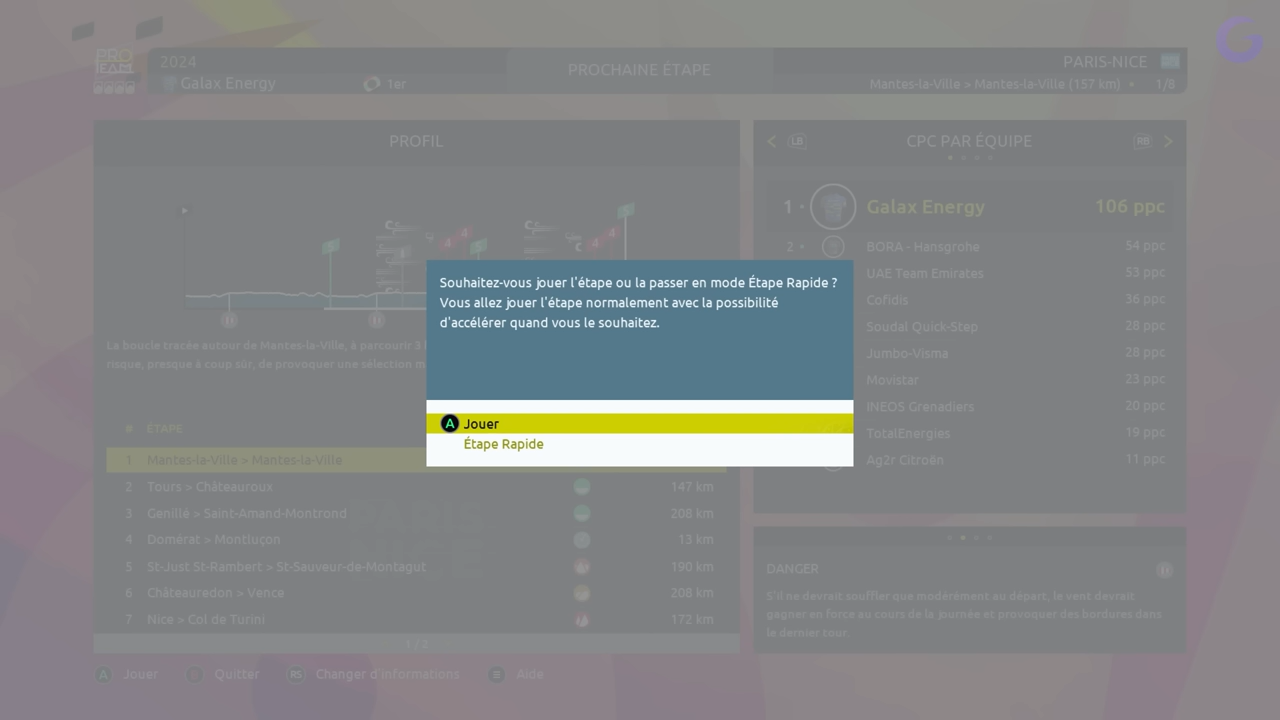 PRO
TEAM
2024
Galax Energy
1er
PROCHAINE ÉTAPE
PARIS-NICE
Mantes-la-Ville > Mantes-la-Ville (157 km)
1/8
PROFIL
La boucle tracée autour de Mantes-la-Ville, à parcourir 3
risque, presque à coup sûr, de provoquer une sélection
# ÉTAPE
1 Mantes-la-Ville > Mantes-la-Ville
2 Tours > Châteauroux 147 km
3 Genillé > Saint-Amand-Montrond 208 km
4 Domérat > Montluçon 13 km
5 St-Just St-Rambert > St-Sauveur-de-Montagut 190 km
6 Châteauredon > Vence 208 km
7 Nice > Col de Turini 172 km
1 / 2
Souhaitez-vous jouer l'étape ou la passer en mode Étape Rapide ?
Vous allez jouer l'étape normalement avec la possibilité
d'accélérer quand vous le souhaitez.
A Jouer
Étape Rapide
LB CPC PAR ÉQUIPE RB
1 Galax Energy 106 ppc
2 BORA - Hansgrohe 54 ppc
UAE Team Emirates 53 ppc
Cofidis 36 ppc
Soudal Quick-Step 28 ppc
Jumbo-Visma 28 ppc
Movistar 23 ppc
INEOS Grenadiers 20 ppc
TotalEnergies 19 ppc
Ag2r Citroën 11 ppc
DANGER
S'il ne devrait souffler que modérément au départ, le vent devrait
gagner en force au cours de la journée et provoquer des bordures dans
le dernier tour.
A Jouer
Quitter
RS Changer d'informations
Aide